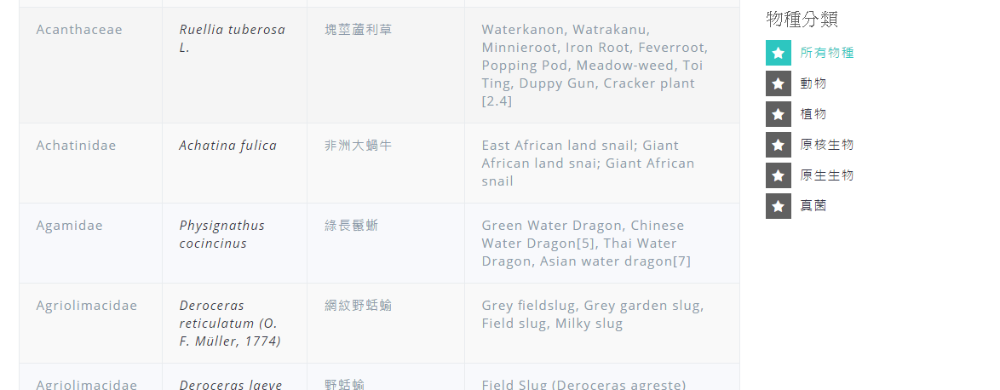 Acanthaceae
Ruellia tuberosa
L.
塊莖蘆利草
Waterkanon, Watrakanu,
Minnieroot, Iron Root, Feverroot,
Popping Pod, Meadow-weed, Toi
Ting, Duppy Gun, Cracker plant
[2.4]
Achatinidae
Achatina fulica
非洲大蝸牛
East African land snail; Giant
African land snai; Giant African
snail
Agamidae
Physignathus
cocincinus
綠長鬣蜥
Green Water Dragon, Chinese
Water Dragon[5], Thai Water
Dragon, Asian water dragon[7]
Agriolimacidae
Deroceras
reticulatum (O.
F. Müller, 1774)
網紋野蛞蝓
Grey fieldslug, Grey garden slug,
Field slug, Milky slug
Agriolimacidae
Deroceras laeve
野蛞蝓
Field Slug (Deroceras agreste)
物種分類
所有物種
動物
植物
原核生物
原生生物
真菌